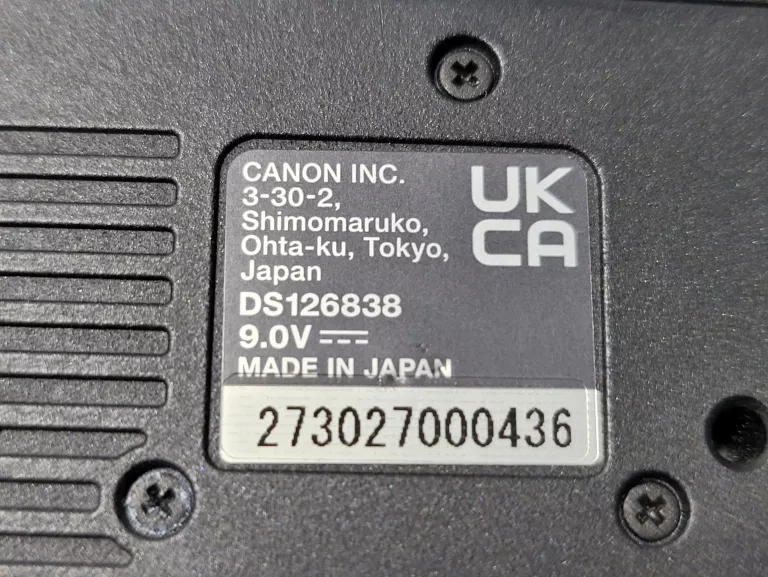 CANON INC.
3-30-2,
Shimomaruko,
Ohta-ku, Tokyo,
Japan
UK
CA
DS126838
9.0V ⎓
MADE IN JAPAN
273027000436